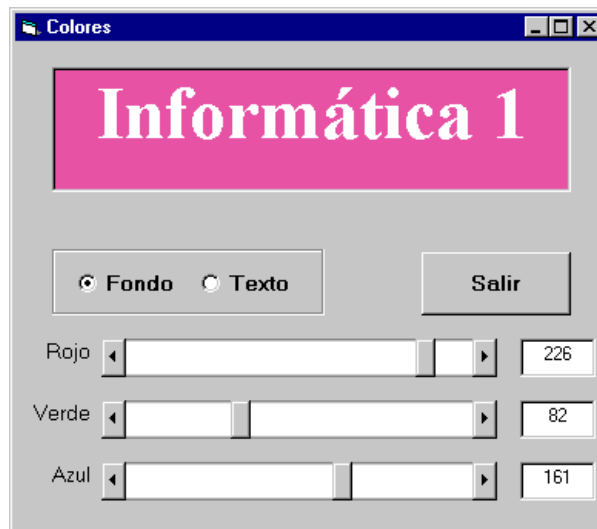 Colores
Informática 1
Fondo Texto
Salir
Rojo 226
Verde 82
Azul 161